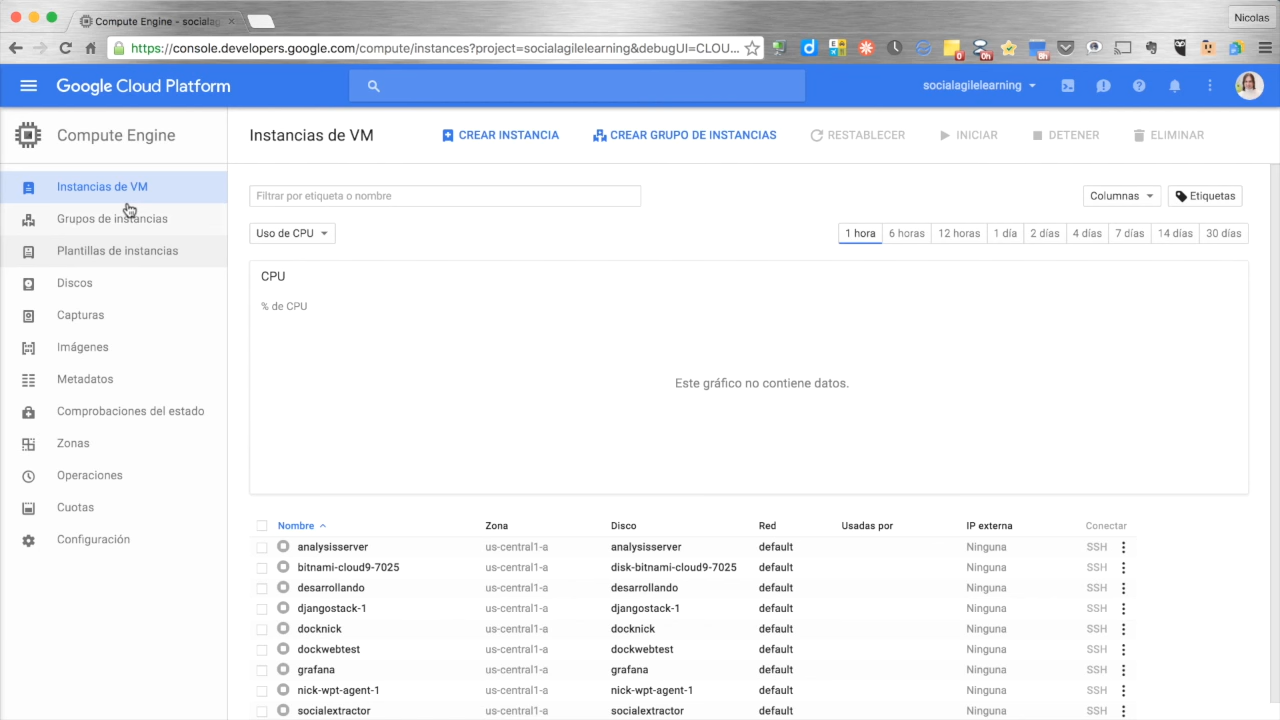 Compute Engine - socialag
Nicolas
https://console.developers.google.com/compute/instances?project=socialagilelearning&debugUI=CLOU...
0
0h
8h
Google Cloud Platform
socialagilelearning
Compute Engine
Instancias de VM
CREAR INSTANCIA
CREAR GRUPO DE INSTANCIAS
RESTABLECER
INICIAR
DETENER
ELIMINAR
Instancias de VM
Grupos de instancias
Plantillas de instancias
Discos
Capturas
Imágenes
Metadatos
Comprobaciones del estado
Zonas
Operaciones
Cuotas
Configuración
Filtrar por etiqueta o nombre
Columnas
Etiquetas
Uso de CPU
1 hora 6 horas 12 horas 1 día 2 días 4 días 7 días 14 días 30 días
CPU
% de CPU
Este gráfico no contiene datos.
Nombre Zona Disco Red Usadas por IP externa Conectar
analysisserver us-central1-a analysisserver default Ninguna SSH
bitnami-cloud9-7025 us-central1-a disk-bitnami-cloud9-7025 default Ninguna SSH
desarrollando us-central1-a desarrollando default Ninguna SSH
djangostack-1 us-central1-a djangostack-1 default Ninguna SSH
docknick us-central1-a docknick default Ninguna SSH
dockwebtest us-central1-a dockwebtest default Ninguna SSH
grafana us-central1-a grafana default Ninguna SSH
nick-wpt-agent-1 us-central1-a nick-wpt-agent-1 default Ninguna SSH
socialextractor us-central1-a socialextractor default Ninguna SSH